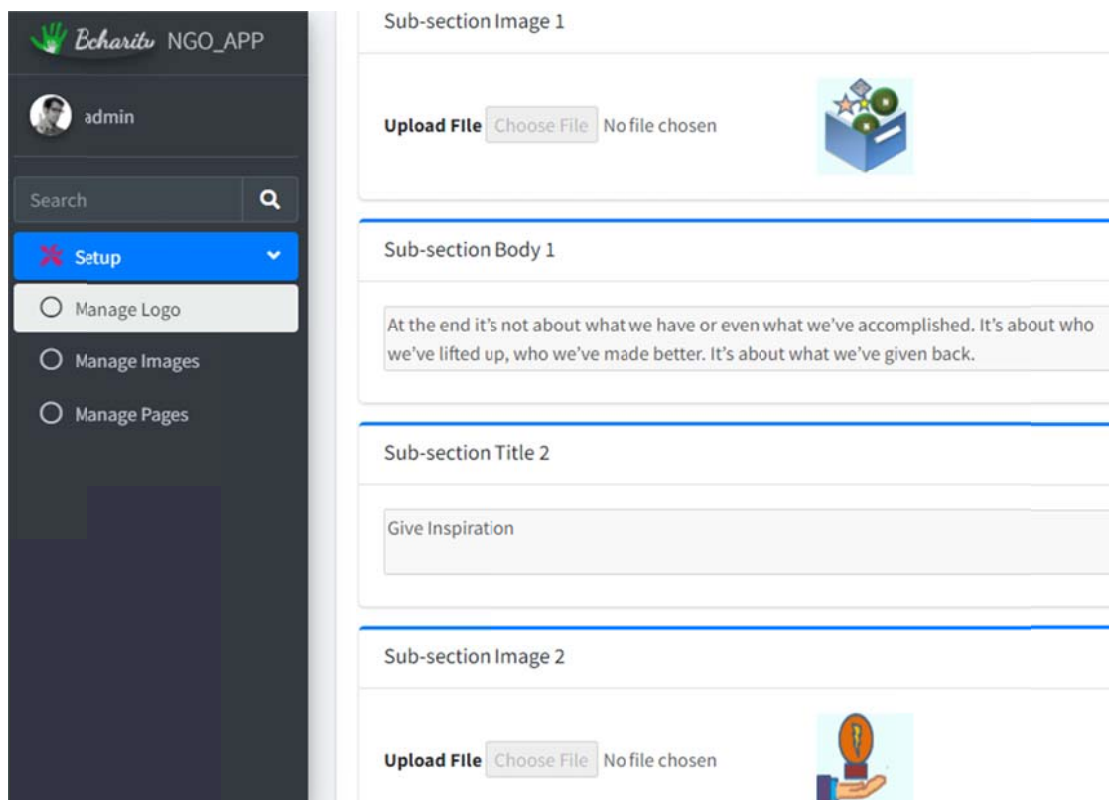 Bcharity NGO_APP
admin
Search
Setup
Manage Logo
Manage Images
Manage Pages
Sub-section Image 1
Upload FIle Choose File No file chosen
Sub-section Body 1
At the end it’s not about what we have or even what we’ve accomplished. It’s about who
we’ve lifted up, who we’ve made better. It’s about what we’ve given back.
Sub-section Title 2
Give Inspiration
Sub-section Image 2
Upload FIle Choose File No file chosen